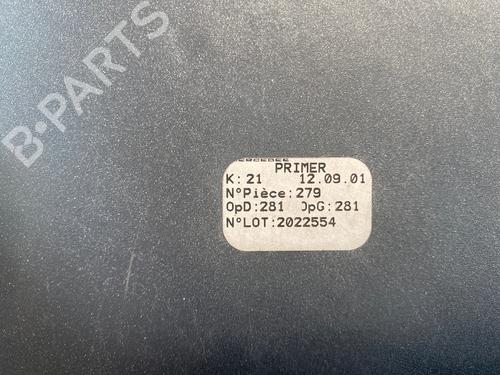 B-PARTS
PRIMER
K: 21 12.09.01
N°Pièce:279
OpD:281 OpG:281
N°LOT:2022554